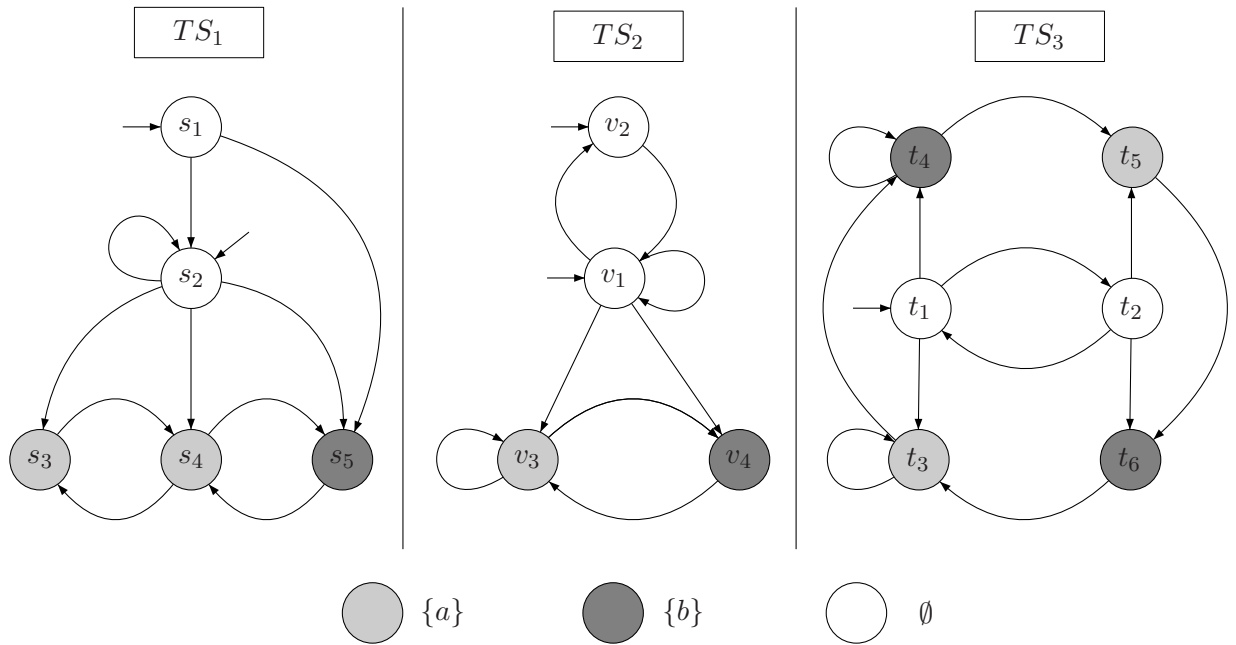 TS₁ TS₂ TS₃
s₁ v₂
t₄ t₅
s₂ v₁
t₁ t₂
s₃ s₄ s₅ v₃ v₄ t₃ t₆
{a} {b} ∅